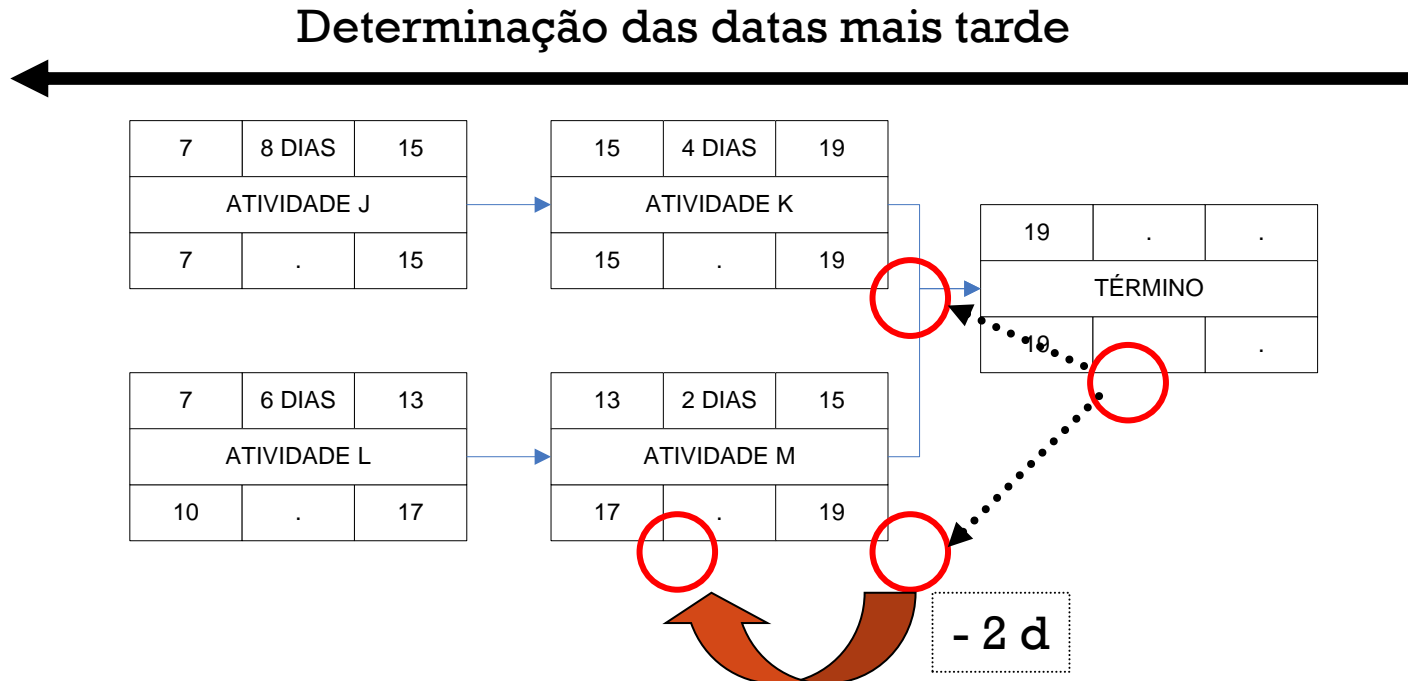 Determinação das datas mais tarde
7 8 DIAS 15
ATIVIDADE J
7 . 15
15 4 DIAS 19
ATIVIDADE K
15 . 19
19 . .
TÉRMINO
19 .
7 6 DIAS 13
ATIVIDADE L
10 . 17
13 2 DIAS 15
ATIVIDADE M
17 . 19
- 2 d